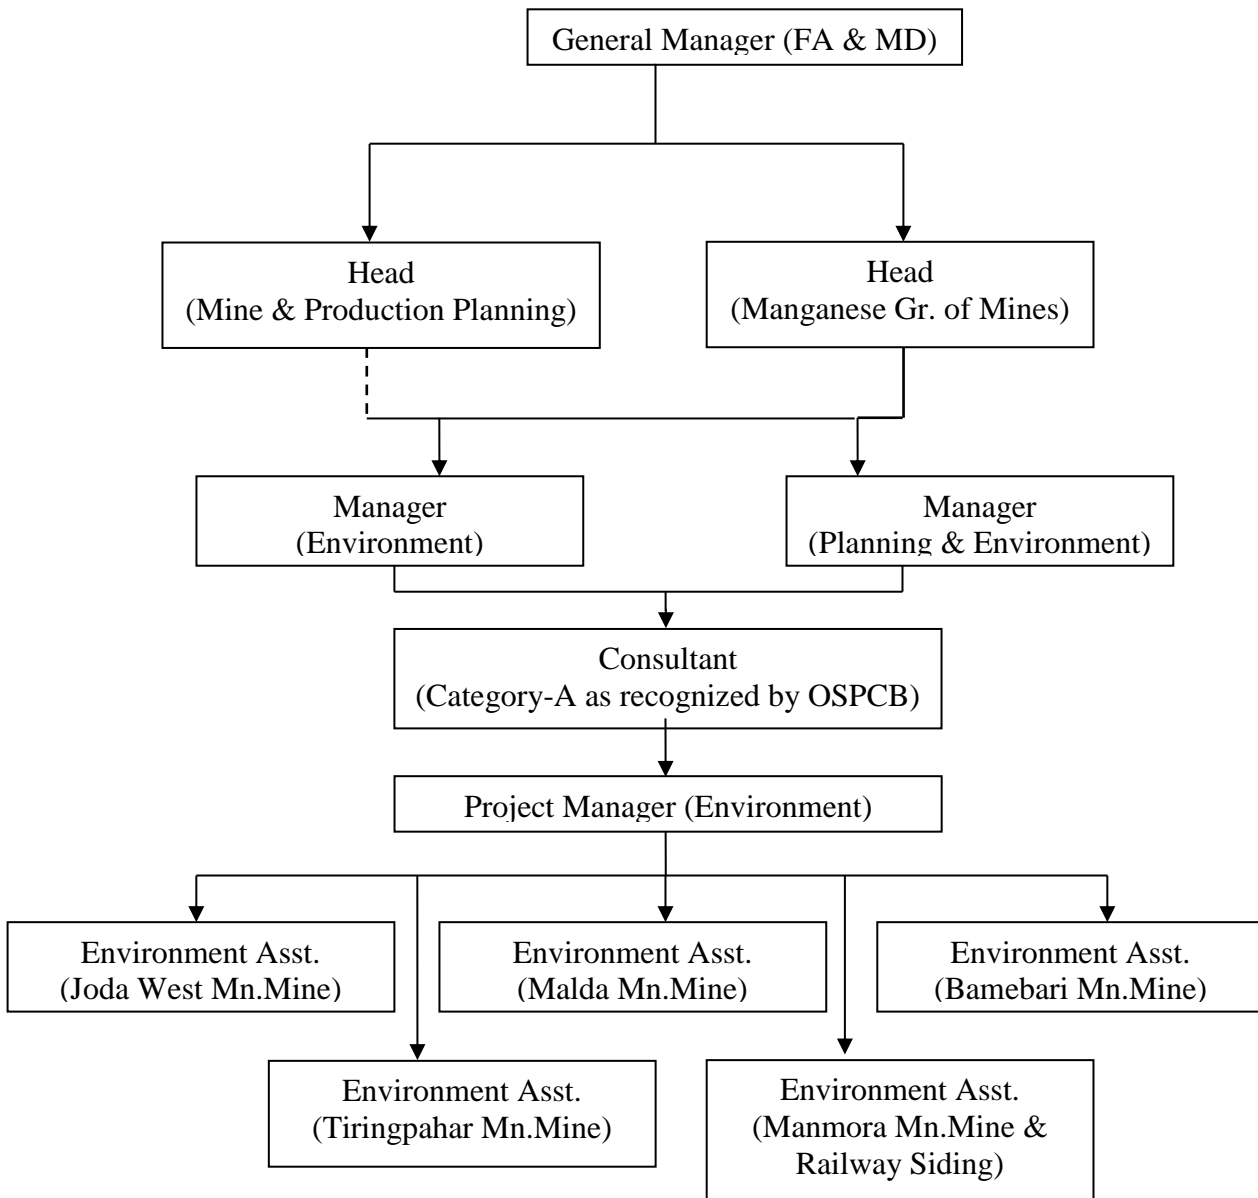 General Manager (FA & MD)
Head
(Mine & Production Planning)
Head
(Manganese Gr. of Mines)
Manager
(Environment)
Manager
(Planning & Environment)
Consultant
(Category-A as recognized by OSPCB)
Project Manager (Environment)
Environment Asst.
(Joda West Mn.Mine)
Environment Asst.
(Malda Mn.Mine)
Environment Asst.
(Bamebari Mn.Mine)
Environment Asst.
(Tiringpahar Mn.Mine)
Environment Asst.
(Manmora Mn.Mine &
Railway Siding)